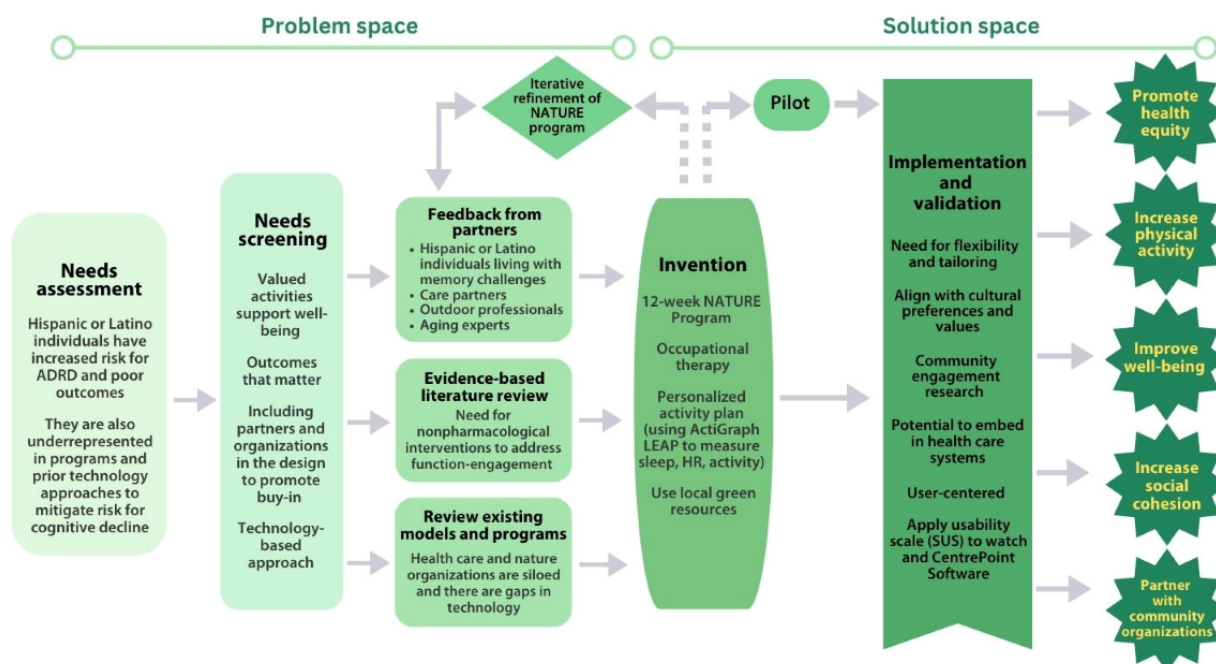 Problem space
Solution space
Iterative
refinement of
NATURE
program
Pilot
Needs
assessment
Hispanic or Latino
individuals have
increased risk for
ADRD and poor
outcomes
They are also
underrepresented
in programs and
prior technology
approaches to
mitigate risk for
cognitive decline
Needs
screening
Valued
activities
support well-
being
Outcomes
that matter
Including
partners and
organizations
in the design
to promote
buy-in
Technology-
based
approach
Feedback from
partners
• Hispanic or Latino
individuals living with
memory challenges
• Care partners
• Outdoor professionals
• Aging experts
Evidence-based
literature review
Need for
nonpharmacological
interventions to address
function-engagement
Review existing
models and programs
Health care and nature
organizations are siloed
and there are gaps in
technology
Invention
12-week NATURE
Program
Occupational
therapy
Personalized
activity plan
(using ActiGraph
LEAP to measure
sleep, HR, activity)
Use local green
resources
Implementation
and
validation
Need for flexibility
and tailoring
Align with cultural
preferences and
values
Community
engagement
research
Potential to embed
in health care
systems
User-centered
Apply usability
scale (SUS) to watch
and CentrePoint
Software
Promote
health
equity
Increase
physical
activity
Improve
well-being
Increase
social
cohesion
Partner
with
community
organizations